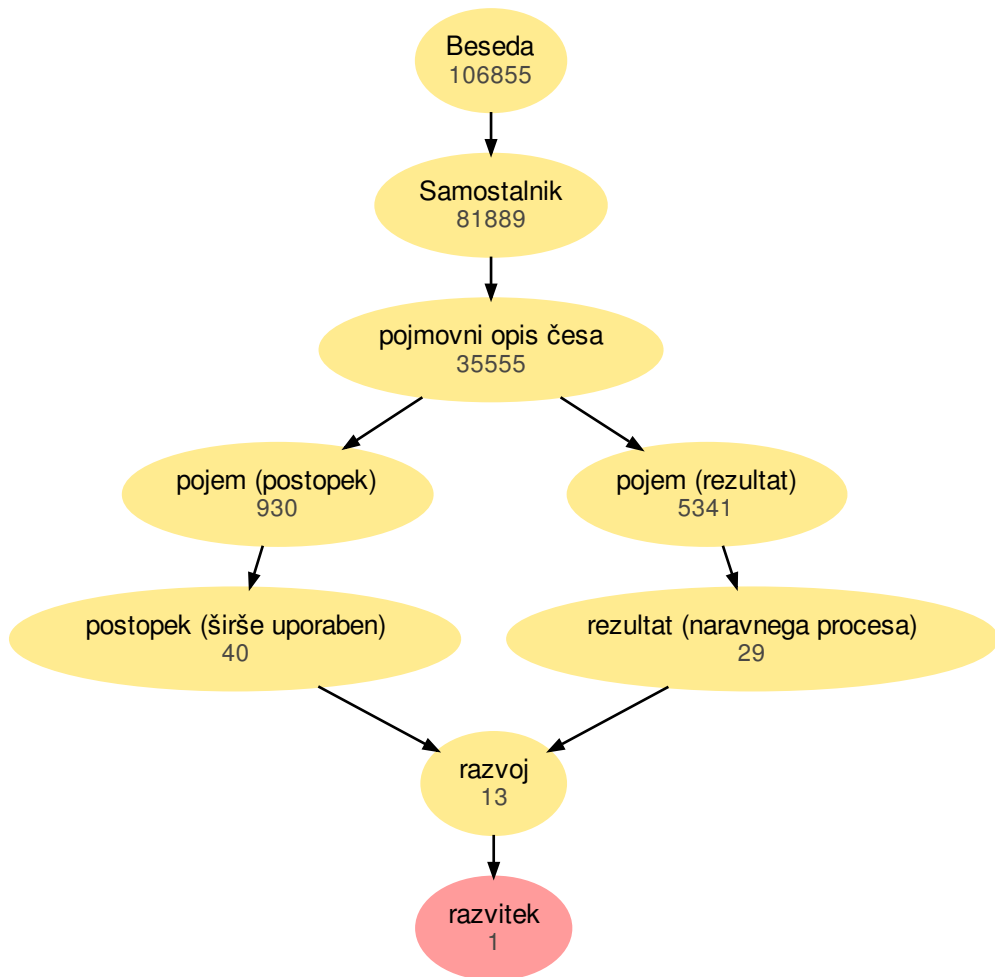 Beseda
106855
Samostalnik
81889
pojmovni opis česa
35555
pojem (postopek)
930
pojem (rezultat)
5341
postopek (širše uporaben)
40
rezultat (naravnega procesa)
29
razvoj
13
razvitek
1